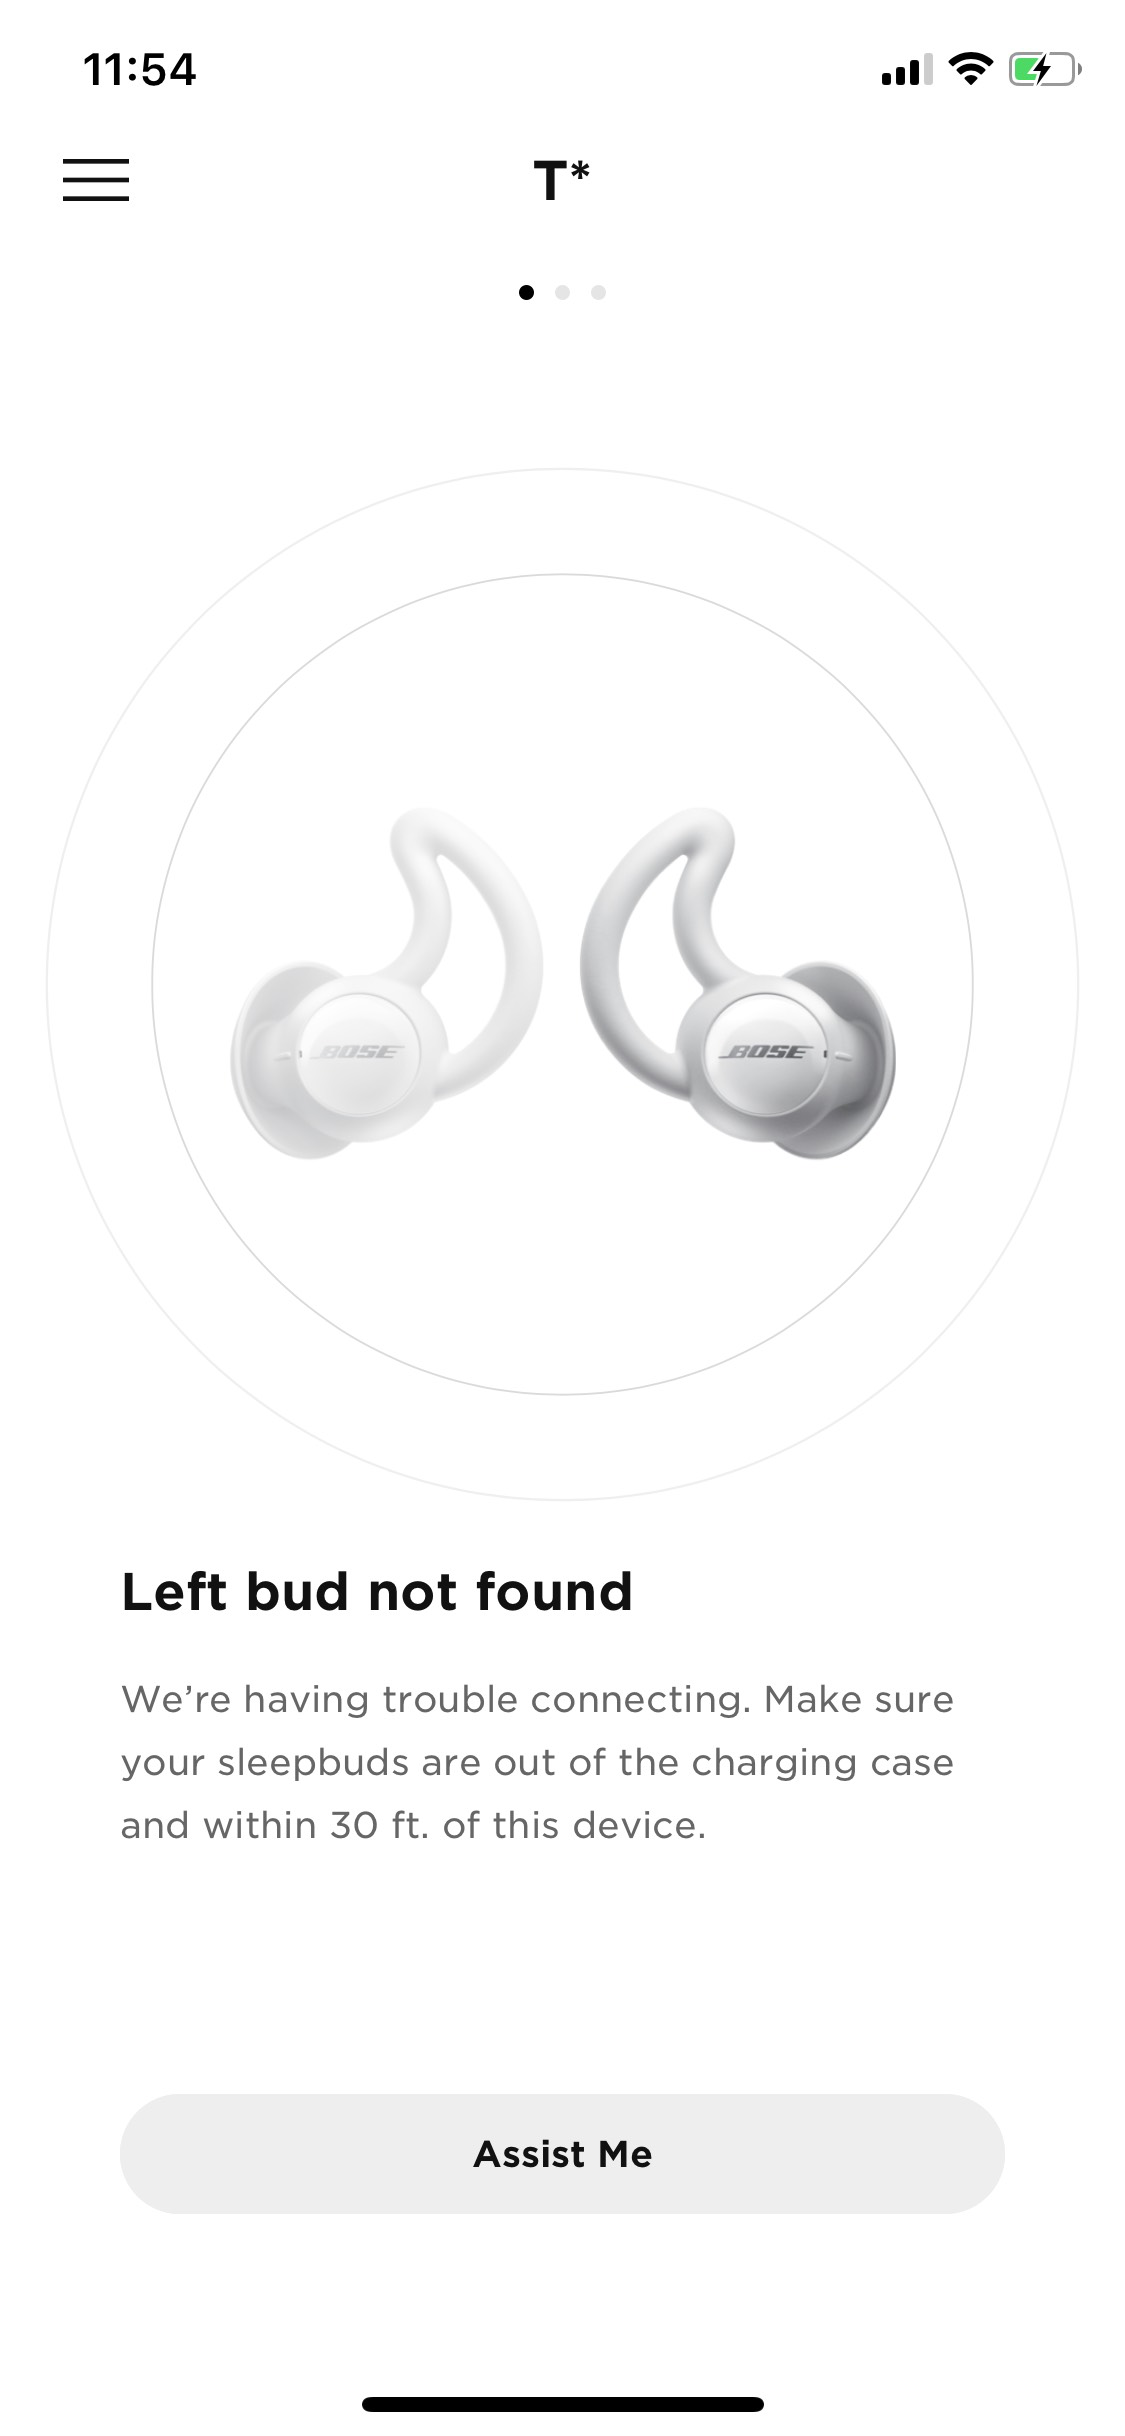 11:54
T*
BOSE BOSE
Left bud not found
We’re having trouble connecting. Make sure
your sleepbuds are out of the charging case
and within 30 ft. of this device.
Assist Me